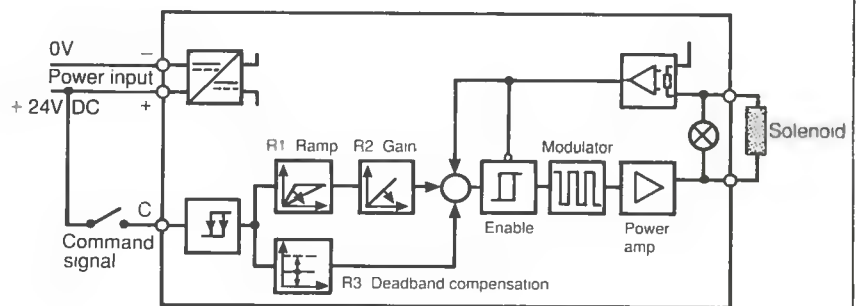 0V
−
Power input
+ 24V DC
+
R1 Ramp
R2 Gain
Modulator
Solenoid
C
Command
signal
Enable
Power
amp
R3 Deadband compensation